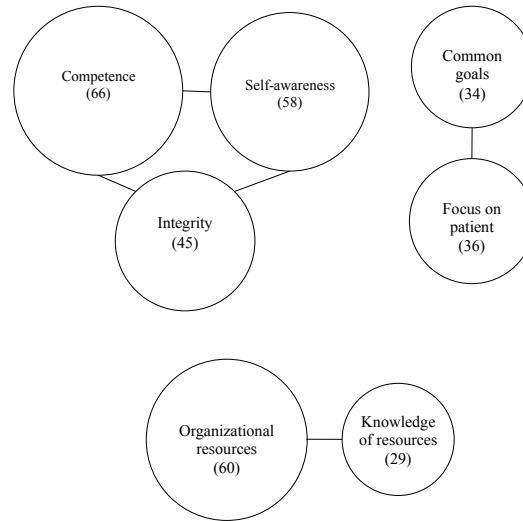 Competence
(66)
Self-awareness
(58)
Common
goals
(34)
Integrity
(45)
Focus on
patient
(36)
Organizational
resources
(60)
Knowledge
of resources
(29)